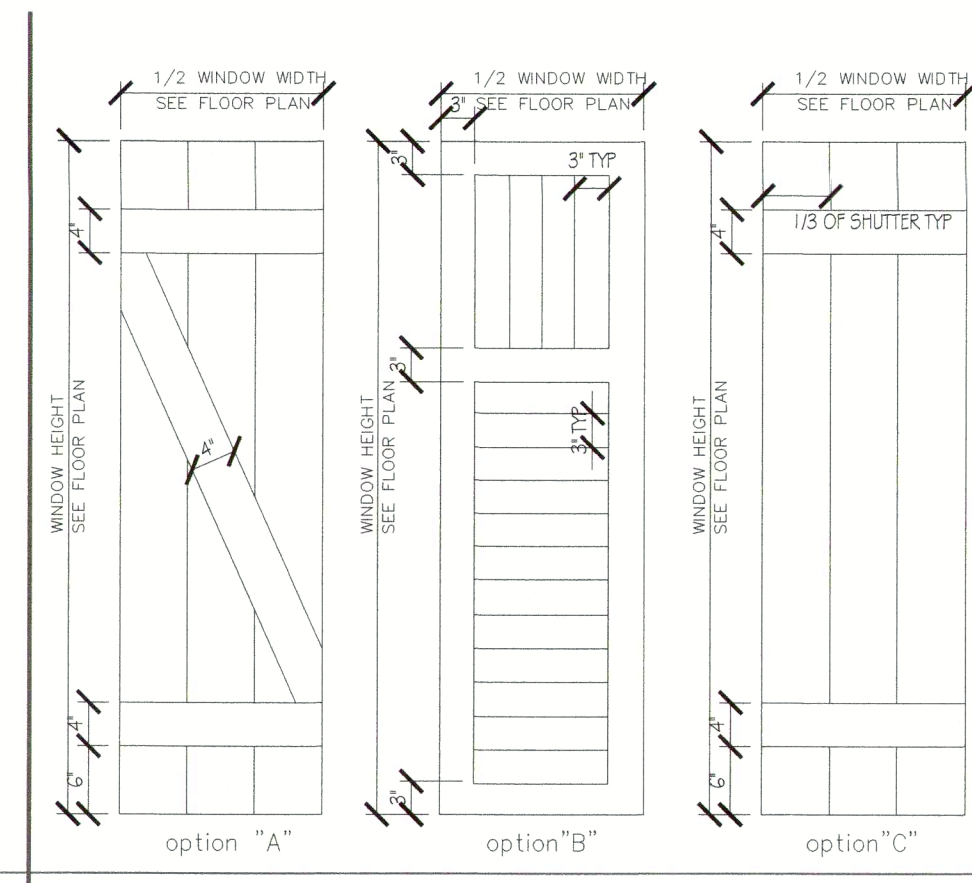 1/2 WINDOW WIDTH
SEE FLOOR PLAN
4"
WINDOW HEIGHT
SEE FLOOR PLAN
4"
4"
6"
option "A"
1/2 WINDOW WIDTH
SEE FLOOR PLAN
3"
3"
3" TYP
3"
WINDOW HEIGHT
SEE FLOOR PLAN
3" TYP
3"
option"B"
1/2 WINDOW WIDTH
SEE FLOOR PLAN
4"
1/3 OF SHUTTER TYP
WINDOW HEIGHT
SEE FLOOR PLAN
4"
6"
option"C"